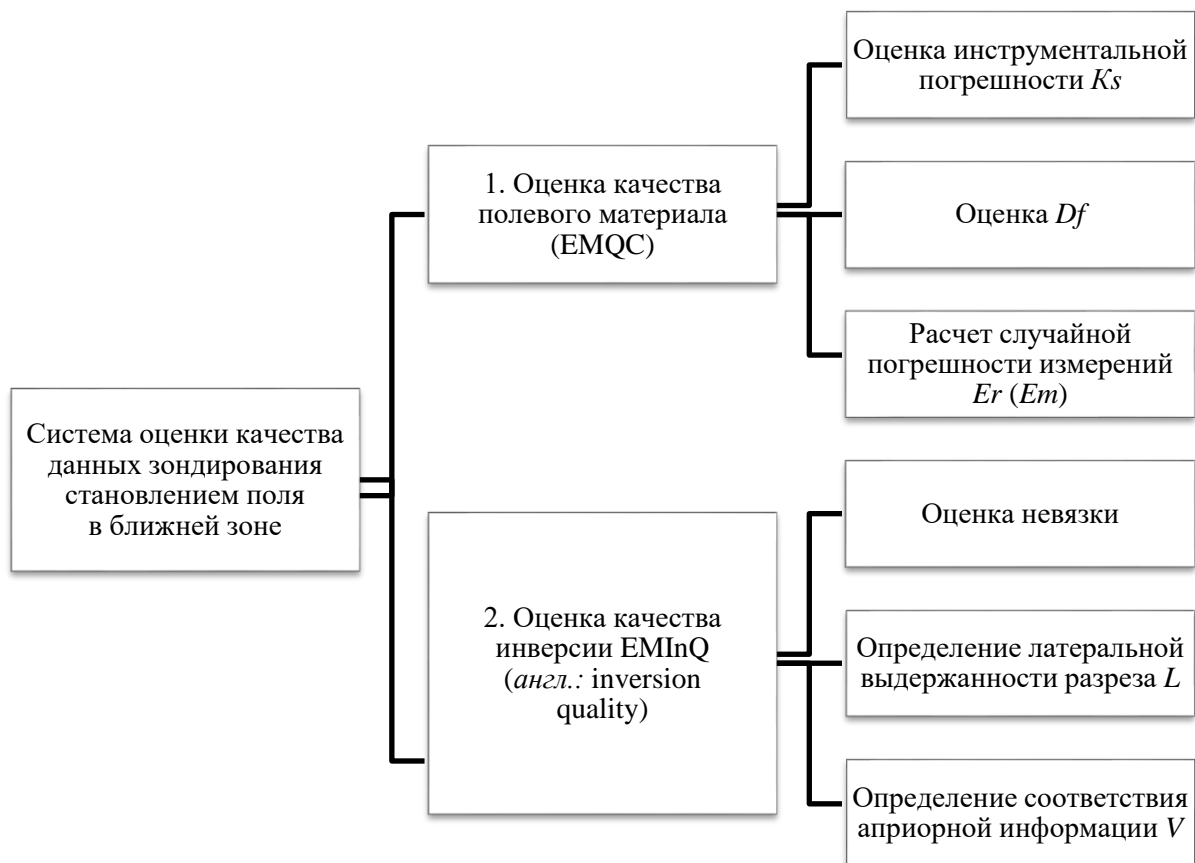 Система оценки качества
данных зондирования
становлением поля
в ближней зоне
1. Оценка качества
полевого материала
(EMQC)
Оценка инструментальной
погрешности Ks
Оценка Df
Расчет случайной
погрешности измерений
Er (Em)
2. Оценка качества
инверсии EMInQ
(англ.: inversion
quality)
Оценка невязки
Определение латеральной
выдержанности разреза L
Определение соответствия
априорной информации V